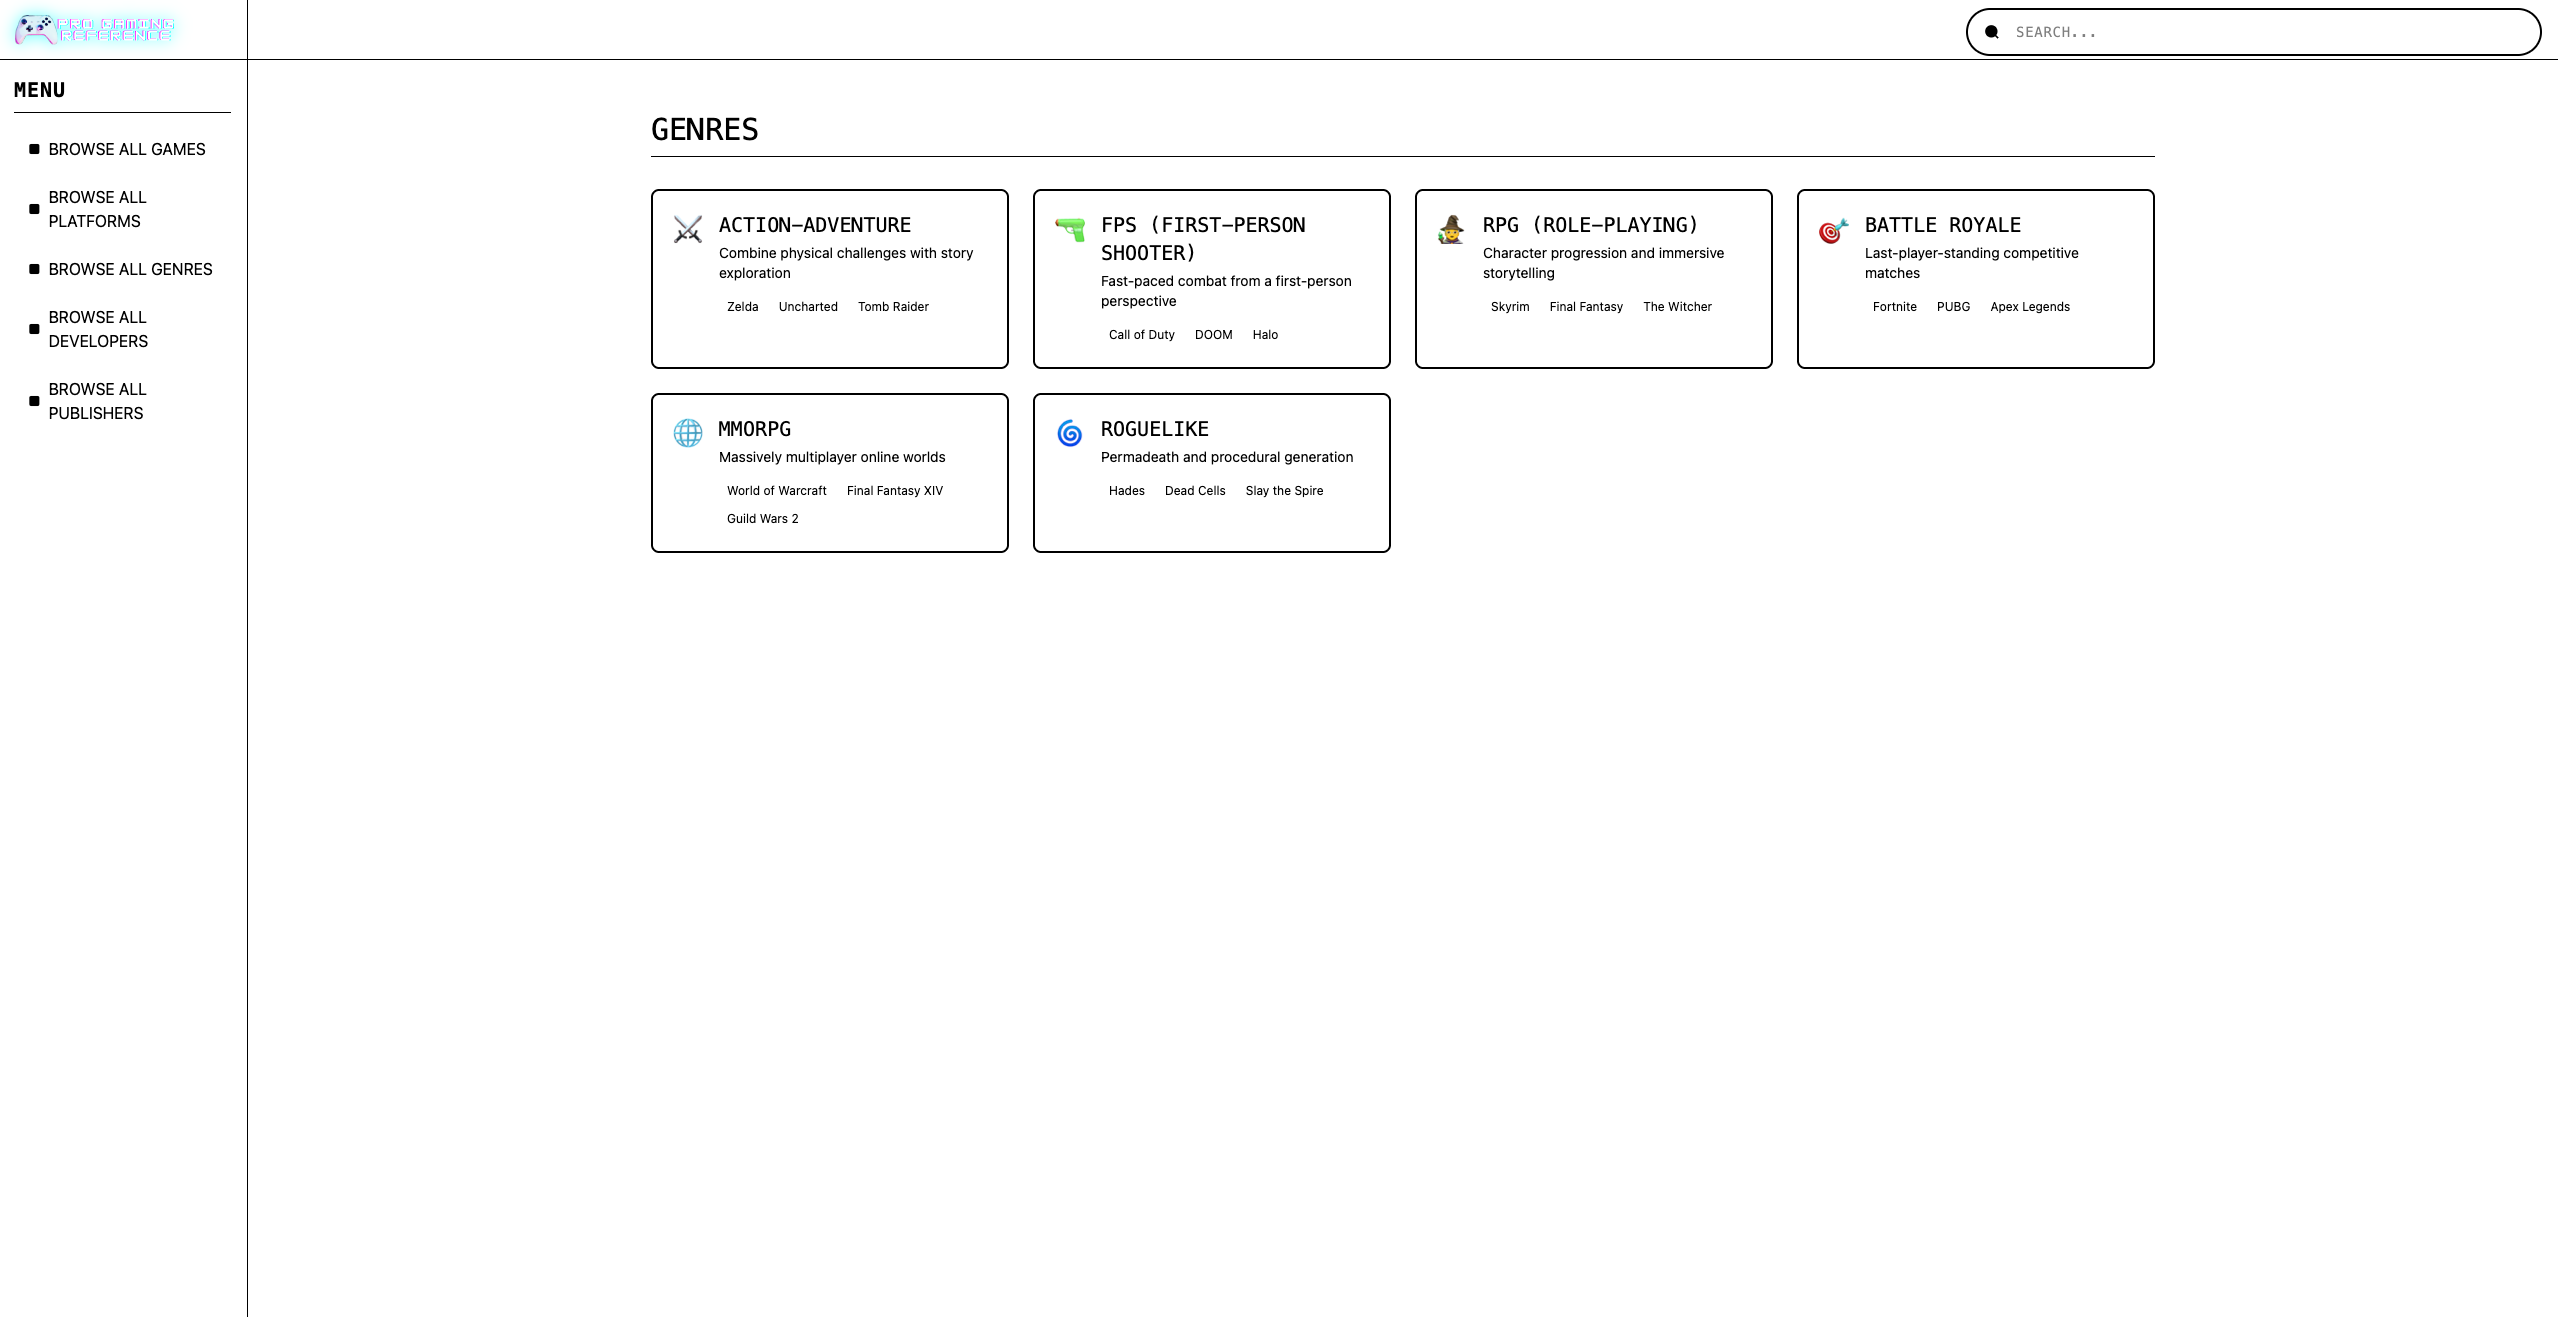 PRO GAMING
REFERENCE
SEARCH...
MENU
BROWSE ALL GAMES
BROWSE ALL
PLATFORMS
BROWSE ALL GENRES
BROWSE ALL
DEVELOPERS
BROWSE ALL
PUBLISHERS
GENRES
ACTION-ADVENTURE
Combine physical challenges with story
exploration
Zelda Uncharted Tomb Raider
FPS (FIRST-PERSON
SHOOTER)
Fast-paced combat from a first-person
perspective
Call of Duty DOOM Halo
RPG (ROLE-PLAYING)
Character progression and immersive
storytelling
Skyrim Final Fantasy The Witcher
BATTLE ROYALE
Last-player-standing competitive
matches
Fortnite PUBG Apex Legends
MMORPG
Massively multiplayer online worlds
World of Warcraft Final Fantasy XIV
Guild Wars 2
ROGUELIKE
Permadeath and procedural generation
Hades Dead Cells Slay the Spire